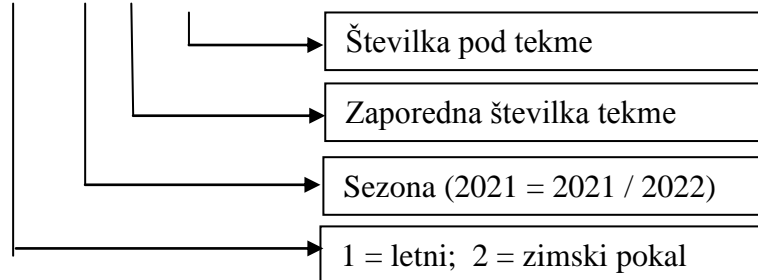 Številka pod tekme
Zaporedna številka tekme
Sezona (2021 = 2021 / 2022)
1 = letni; 2 = zimski pokal